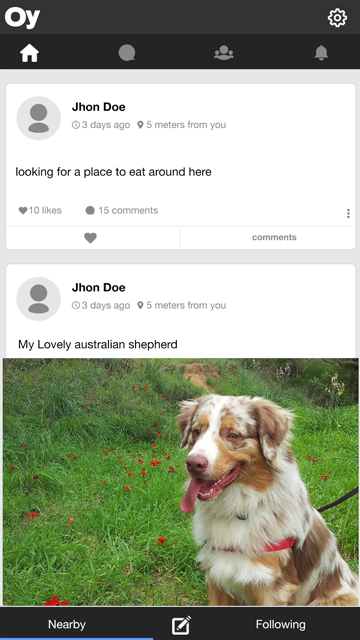 Oy
Jhon Doe
3 days ago 5 meters from you
looking for a place to eat around here
10 likes 15 comments
comments
Jhon Doe
3 days ago 5 meters from you
My Lovely australian shepherd
Nearby Following